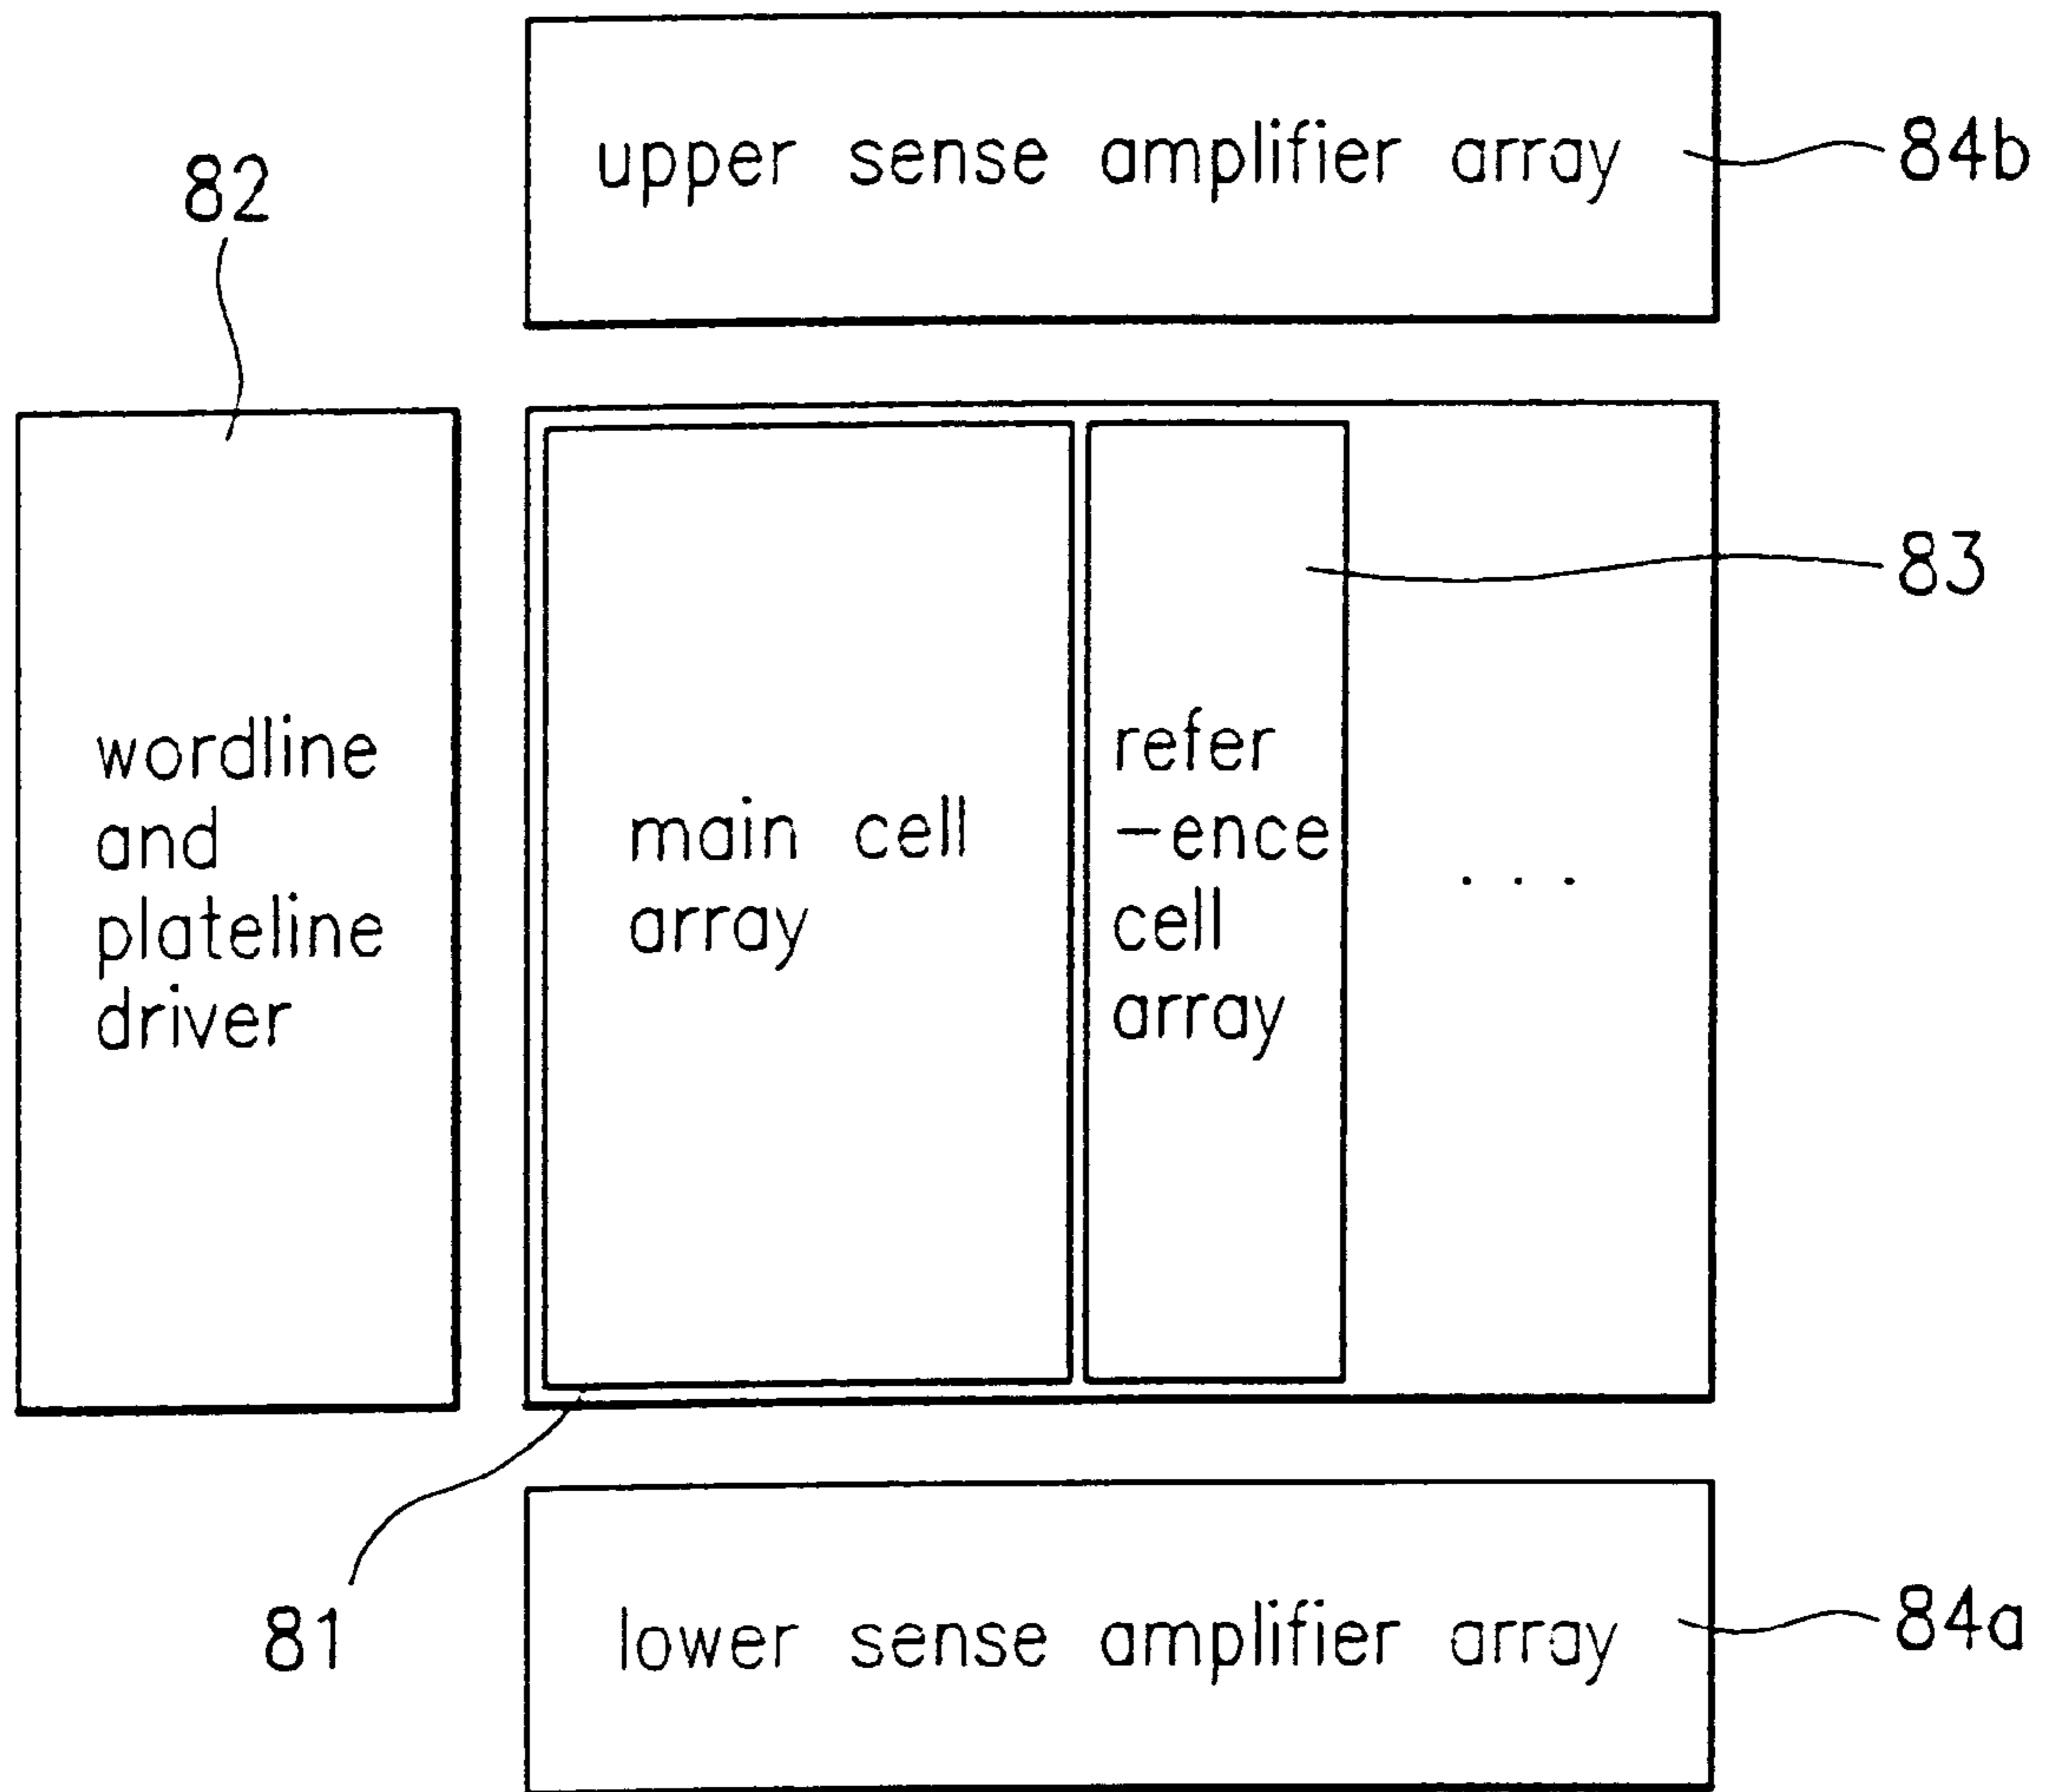 upper sense amplifier array
84b
82
83
wordline
and
plateline
driver
main cell
array
refer
-ence
cell
array
. . .
81
lower sense amplifier array
84a